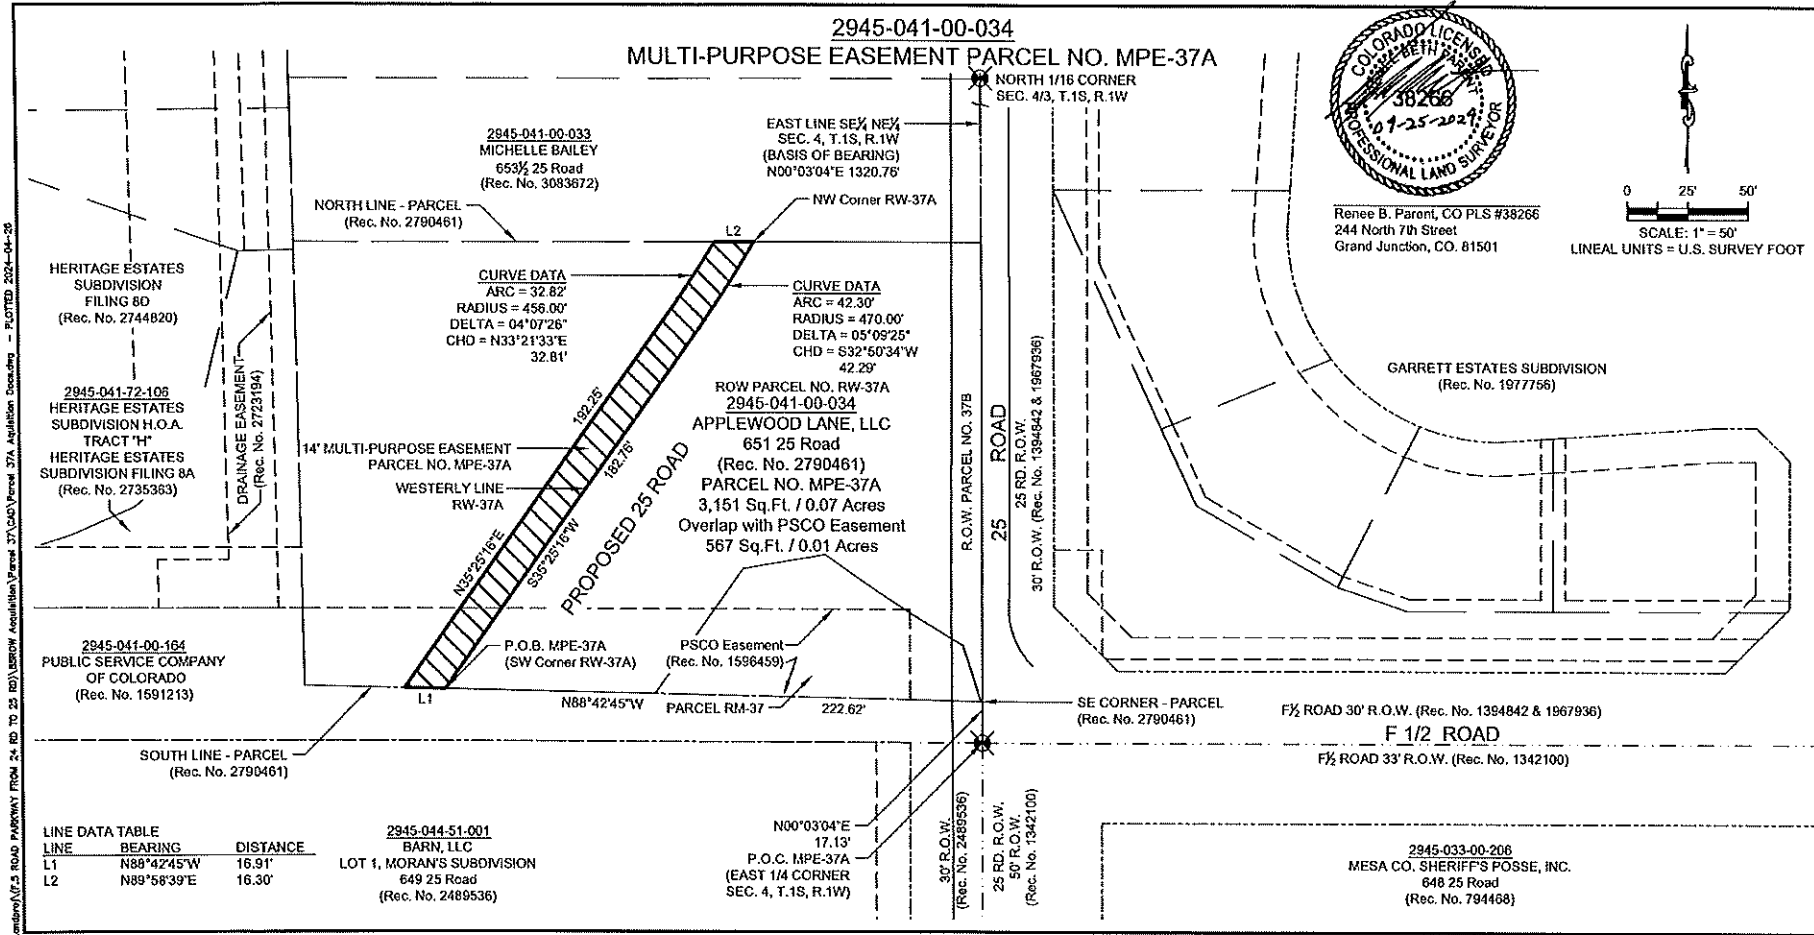 2945-041-00-034
MULTI-PURPOSE EASEMENT PARCEL NO. MPE-37A
NORTH 1/16 CORNER
SEC. 4/3, T.1S, R.1W
COLORADO LICENSED
PROFESSIONAL LAND SURVEYOR
38266
Renee B. Parent, CO PLS #38266
244 North 7th Street
Grand Junction, CO. 81501
0 25' 50'
SCALE: 1" = 50'
LINEAL UNITS = U.S. SURVEY FOOT
2945-041-00-033
MICHELLE BAILEY
653½ 25 Road
(Rec. No. 3083672)
EAST LINE SE¼ NE¼
SEC. 4, T.1S, R.1W
(BASIS OF BEARING)
N00°03'04"E 1320.76'
NORTH LINE - PARCEL
(Rec. No. 2790461)
NW Corner RW-37A
L2
HERITAGE ESTATES
SUBDIVISION
FILING 8D
(Rec. No. 2744820)
CURVE DATA
ARC = 32.82'
RADIUS = 456.00'
DELTA = 04°07'26"
CHD = N33°21'33"E
32.81'
CURVE DATA
ARC = 42.30'
RADIUS = 470.00'
DELTA = 05°09'25"
CHD = S32°50'34"W
42.29'
2945-041-72-106
HERITAGE ESTATES
SUBDIVISION H.O.A.
TRACT "H"
HERITAGE ESTATES
SUBDIVISION FILING 8A
(Rec. No. 2735363)
DRAINAGE EASEMENT
(Rec. No. 2723194)
14' MULTI-PURPOSE EASEMENT
PARCEL NO. MPE-37A
WESTERLY LINE
RW-37A
192.25'
182.76'
N35°25'16"E
S35°25'16"W
PROPOSED 25 ROAD
ROW PARCEL NO. RW-37A
2945-041-00-034
APPLEWOOD LANE, LLC
651 25 Road
(Rec. No. 2790461)
PARCEL NO. MPE-37A
3,151 Sq.Ft. / 0.07 Acres
Overlap with PSCO Easement
567 Sq.Ft. / 0.01 Acres
R.O.W. PARCEL NO. 37B
25 ROAD
25 RD. R.O.W.
30' R.O.W. (Rec. No. 1394842 & 1967936)
GARRETT ESTATES SUBDIVISION
(Rec. No. 1977756)
2945-041-00-164
PUBLIC SERVICE COMPANY
OF COLORADO
(Rec. No. 1591213)
P.O.B. MPE-37A
(SW Corner RW-37A)
PSCO Easement
(Rec. No. 1596459)
L1
N88°42'45"W
PARCEL RM-37
222.62'
SE CORNER - PARCEL
(Rec. No. 2790461)
F½ ROAD 30' R.O.W. (Rec. No. 1394842 & 1967936)
F 1/2 ROAD
F½ ROAD 33' R.O.W. (Rec. No. 1342100)
SOUTH LINE - PARCEL
(Rec. No. 2790461)
LINE DATA TABLE
LINE BEARING DISTANCE
L1 N88°42'45"W 16.91'
L2 N89°58'39"E 16.30'
2945-044-51-001
BARN, LLC
LOT 1, MORAN'S SUBDIVISION
649 25 Road
(Rec. No. 2489536)
N00°03'04"E
17.13'
P.O.C. MPE-37A
(EAST 1/4 CORNER
SEC. 4, T.1S, R.1W)
30' R.O.W.
(Rec. No. 2489536)
25 RD. R.O.W.
50' R.O.W.
(Rec. No. 1342100)
2945-033-00-206
MESA CO. SHERIFF'S POSSE, INC.
648 25 Road
(Rec. No. 794468)